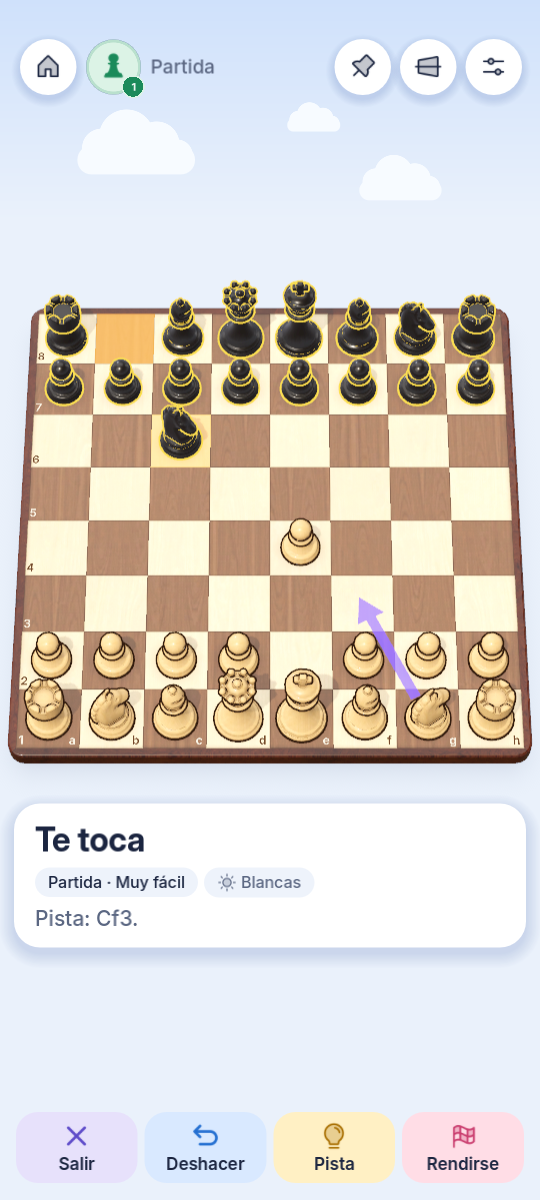 1
Partida
8
7
6
5
4
3
2
1 a b c d e f g h
Te toca
Partida · Muy fácil
Blancas
Pista: Cf3.
Salir
Deshacer
Pista
Rendirse